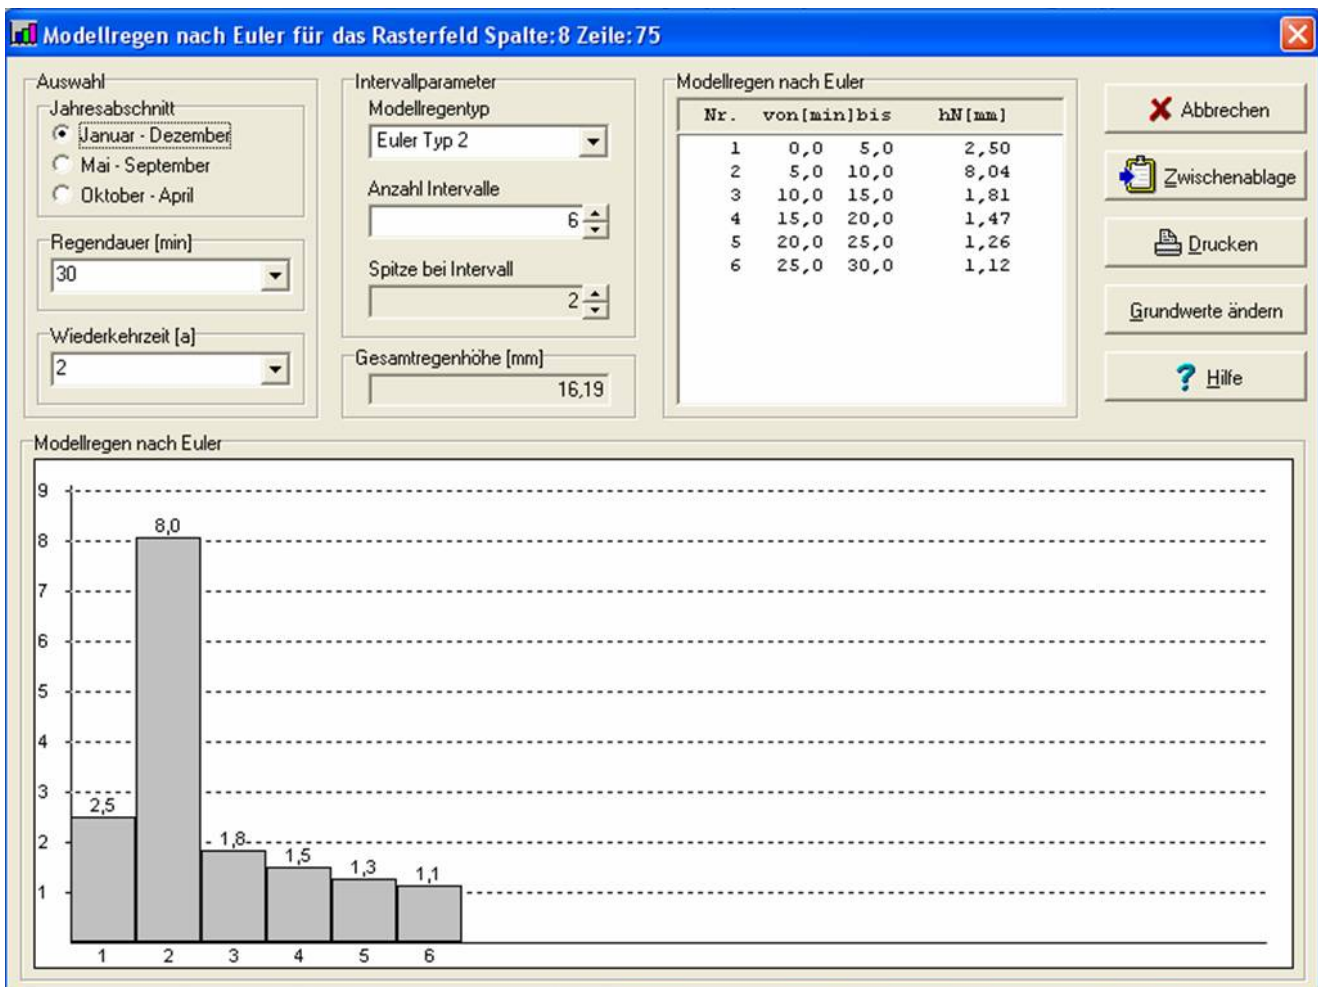 Modellregen nach Euler für das Rasterfeld Spalte:8 Zeile:75
Auswahl
Jahresabschnitt
Januar - Dezember
Mai - September
Oktober - April
Regendauer [min]
30
Wiederkehrzeit [a]
2
Intervallparameter
Modellregentyp
Euler Typ 2
Anzahl Intervalle
6
Spitze bei Intervall
2
Gesamtregenhöhe [mm]
16,19
Modellregen nach Euler
Nr. von[min]bis hN[mm]
1 0,0 5,0 2,50
2 5,0 10,0 8,04
3 10,0 15,0 1,81
4 15,0 20,0 1,47
5 20,0 25,0 1,26
6 25,0 30,0 1,12
Abbrechen
Zwischenablage
Drucken
Grundwerte ändern
Hilfe
Modellregen nach Euler
9
8
7
6
5
4
3
2
1
2,5
8,0
1,8
1,5
1,3
1,1
1 2 3 4 5 6